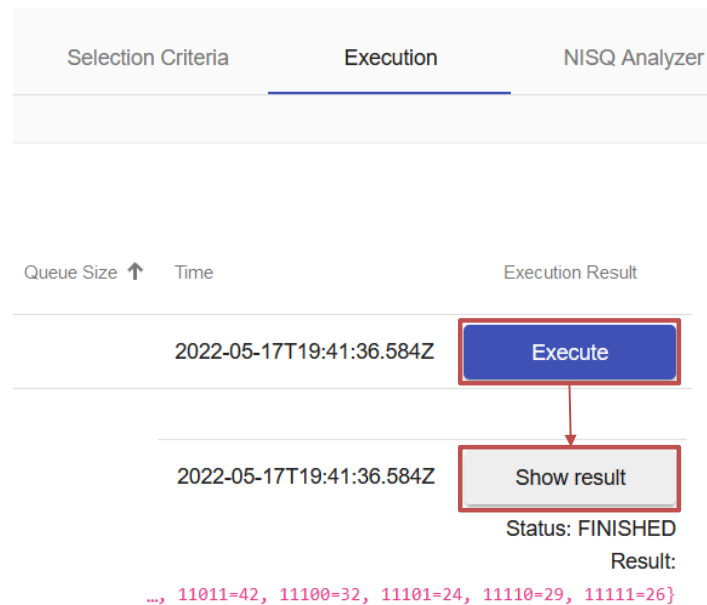 Selection Criteria Execution NISQ Analyzer
Queue Size ↑ Time Execution Result
2022-05-17T19:41:36.584Z Execute
2022-05-17T19:41:36.584Z Show result
Status: FINISHED
Result:
…, 11011=42, 11100=32, 11101=24, 11110=29, 11111=26}